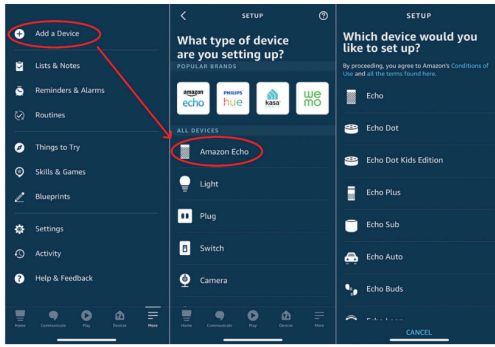 Add a Device
Lists & Notes
Reminders & Alarms
Routines
Things to Try
Skills & Games
Blueprints
Settings
Activity
Help & Feedback
Home
Communicate
Play
Devices
More
SETUP
What type of device
are you setting up?
POPULAR BRANDS
amazon
echo
PHILIPS
hue
kasa
we
mo
ALL DEVICES
Amazon Echo
Light
Plug
Switch
Camera
Home
Communicate
Play
Devices
More
SETUP
Which device would you
like to set up?
By proceeding, you agree to Amazon's Conditions of
Use and all the terms found here.
Echo
Echo Dot
Echo Dot Kids Edition
Echo Plus
Echo Sub
Echo Auto
Echo Buds
CANCEL